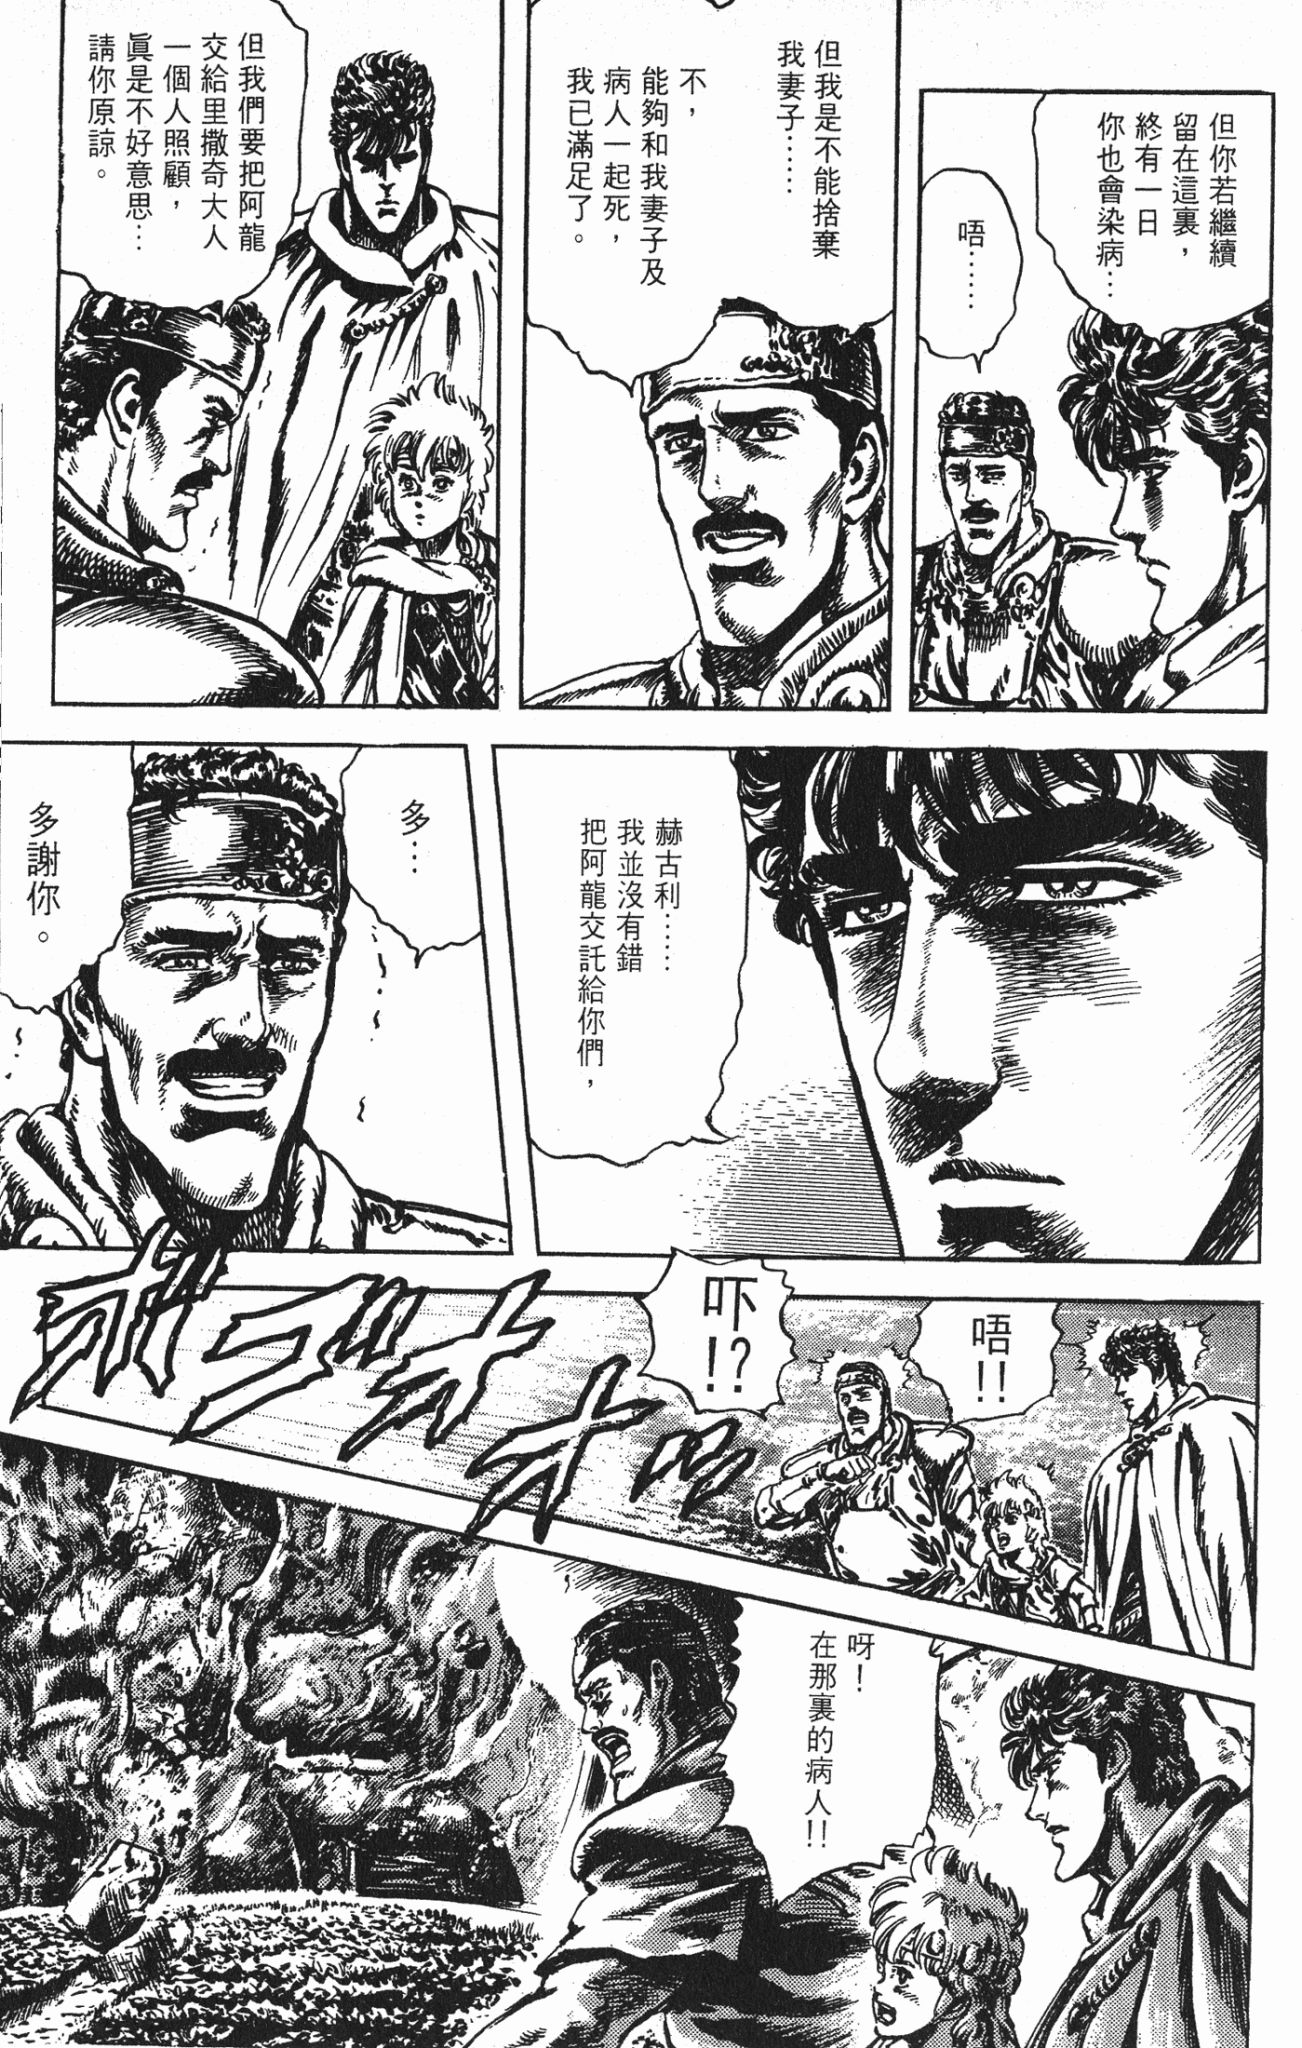 但你若繼續
留在這裏，
終有一日
你也會染病…
唔……
但我是不能捨棄
我妻子……
不，
能夠和我妻子及
病人一起死，
我已滿足了。
但我們要把阿龍
交給里撒奇大人
一個人照顧，
眞是不好意思…
請你原諒。
赫古利……
我並沒有錯
把阿龍交託給你們，
多…
多謝你。
唔!!
吓!?
ボゴオオッ
呀！
在那裏的病人!!